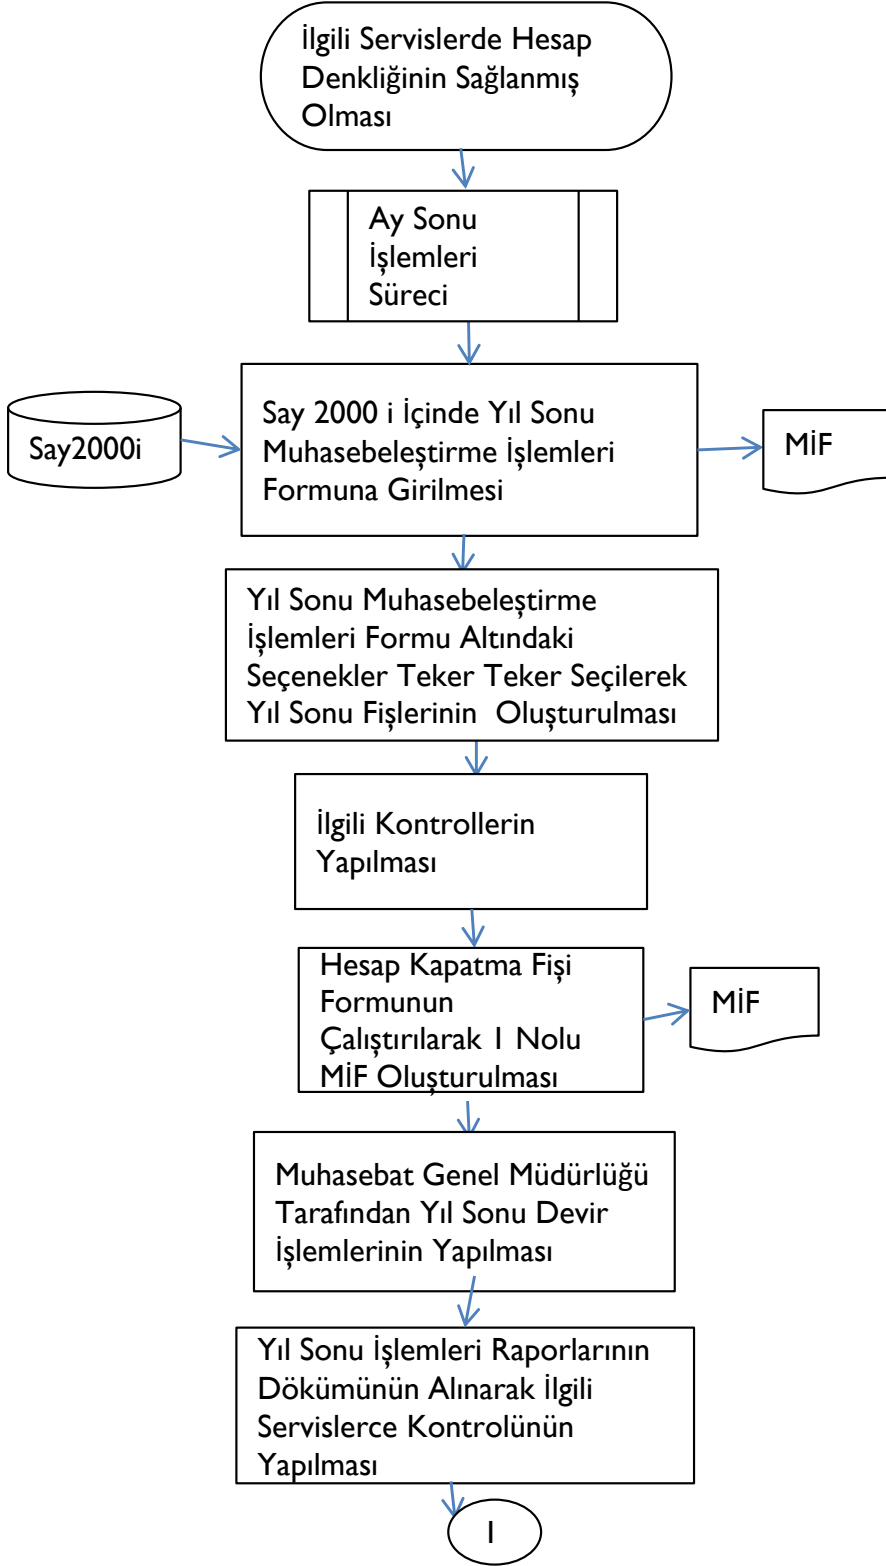 İlgili Servislerde Hesap
Denkliğinin Sağlanmış
Olması
Ay Sonu
İşlemleri
Süreci
Say2000i
Say 2000 i İçinde Yıl Sonu
Muhasebeleştirme İşlemleri
Formuna Girilmesi
MİF
Yıl Sonu Muhasebeleştirme
İşlemleri Formu Altındaki
Seçenekler Teker Teker Seçilerek
Yıl Sonu Fişlerinin Oluşturulması
İlgili Kontrollerin
Yapılması
Hesap Kapatma Fişi
Formunun
Çalıştırılarak 1 Nolu
MİF Oluşturulması
MİF
Muhasebat Genel Müdürlüğü
Tarafından Yıl Sonu Devir
İşlemlerinin Yapılması
Yıl Sonu İşlemleri Raporlarının
Dökümünün Alınarak İlgili
Servislerce Kontrolünün
Yapılması
1